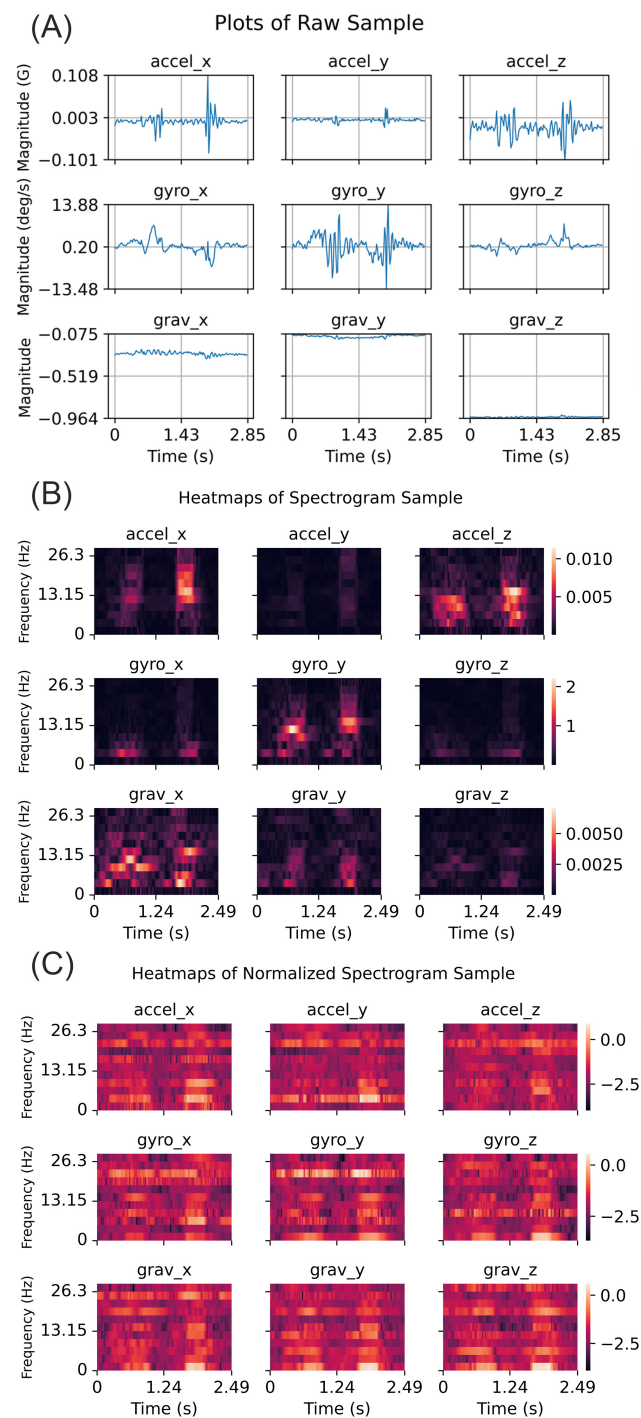 (A)
Plots of Raw Sample
accel_x accel_y accel_z
Magnitude (G)
0.108
0.003
−0.101
gyro_x gyro_y gyro_z
Magnitude (deg/s)
13.88
0.20
−13.48
grav_x grav_y grav_z
Magnitude
−0.075
−0.519
−0.964
0 1.43 2.85 0 1.43 2.85 0 1.43 2.85
Time (s) Time (s) Time (s)
(B)
Heatmaps of Spectrogram Sample
accel_x accel_y accel_z
Frequency (Hz)
26.3
13.15
0
0.010
0.005
gyro_x gyro_y gyro_z
Frequency (Hz)
26.3
13.15
0
2
1
grav_x grav_y grav_z
Frequency (Hz)
26.3
13.15
0
0.0050
0.0025
0 1.24 2.49 0 1.24 2.49 0 1.24 2.49
Time (s) Time (s) Time (s)
(C)
Heatmaps of Normalized Spectrogram Sample
accel_x accel_y accel_z
Frequency (Hz)
26.3
13.15
0
0.0
−2.5
gyro_x gyro_y gyro_z
Frequency (Hz)
26.3
13.15
0
0.0
−2.5
grav_x grav_y grav_z
Frequency (Hz)
26.3
13.15
0
0.0
−2.5
0 1.24 2.49 0 1.24 2.49 0 1.24 2.49
Time (s) Time (s) Time (s)